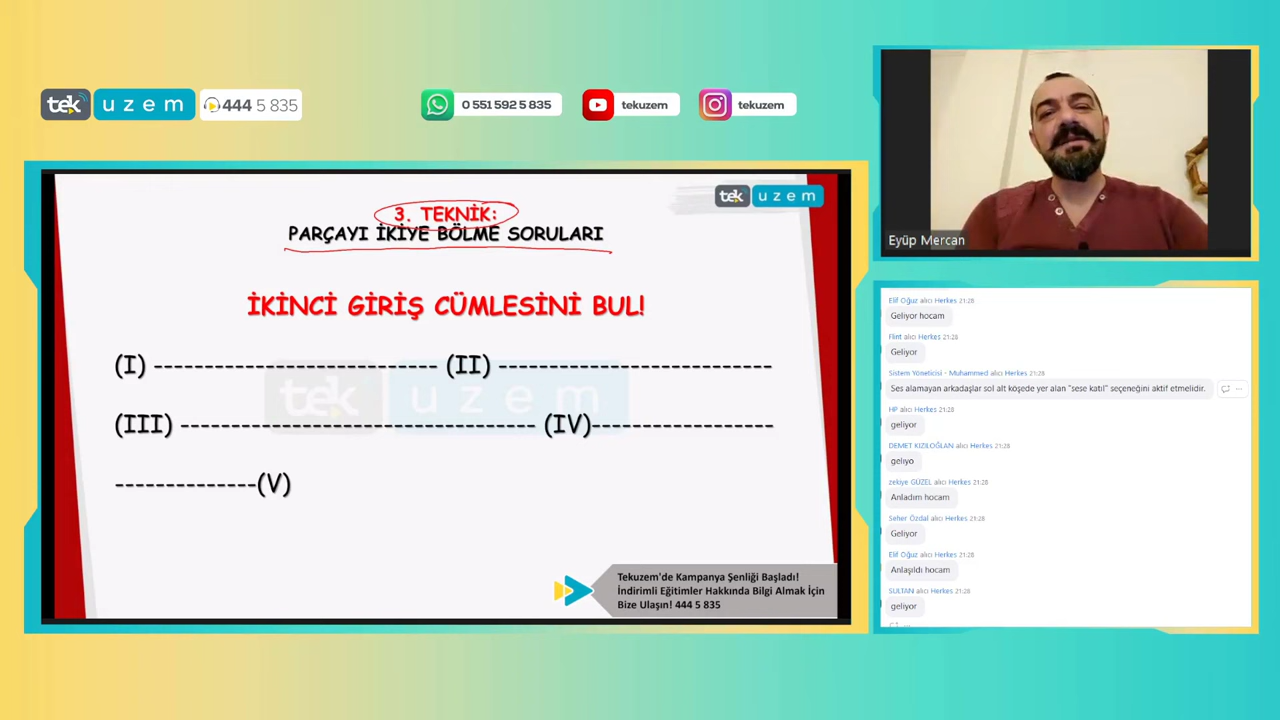 tek uzem 444 5 835
0 551 592 5 835
tekuzem
tekuzem
tek uzem
3. TEKNİK:
PARÇAYI İKİYE BÖLME SORULARI
İKİNCİ GİRİŞ CÜMLESİNİ BUL!
(I) --------------------------- (II) --------------------------
(III) ---------------------------------- (IV)-----------------
--------------(V)
tek uzem
Tekuzem'de Kampanya Şenliği Başladı!
İndirimli Eğitimler Hakkında Bilgi Almak İçin
Bize Ulaşın! 444 5 835
Eyüp Mercan
Elif Oğuz alıcı Herkes 21:28
Geliyor hocam
Flint alıcı Herkes 21:28
Geliyor
Sistem Yöneticisi - Muhammed alıcı Herkes 21:28
Ses alamayan arkadaşlar sol alt köşede yer alan "sese katıl" seçeneğini aktif etmelidir.
HP alıcı Herkes 21:28
geliyor
DEMET KIZILOĞLAN alıcı Herkes 21:28
gelıyo
zekiye GÜZEL alıcı Herkes 21:28
Anladım hocam
Seher Özdal alıcı Herkes 21:28
Geliyor
Elif Oğuz alıcı Herkes 21:28
Anlaşıldı hocam
SULTAN alıcı Herkes 21:28
geliyor